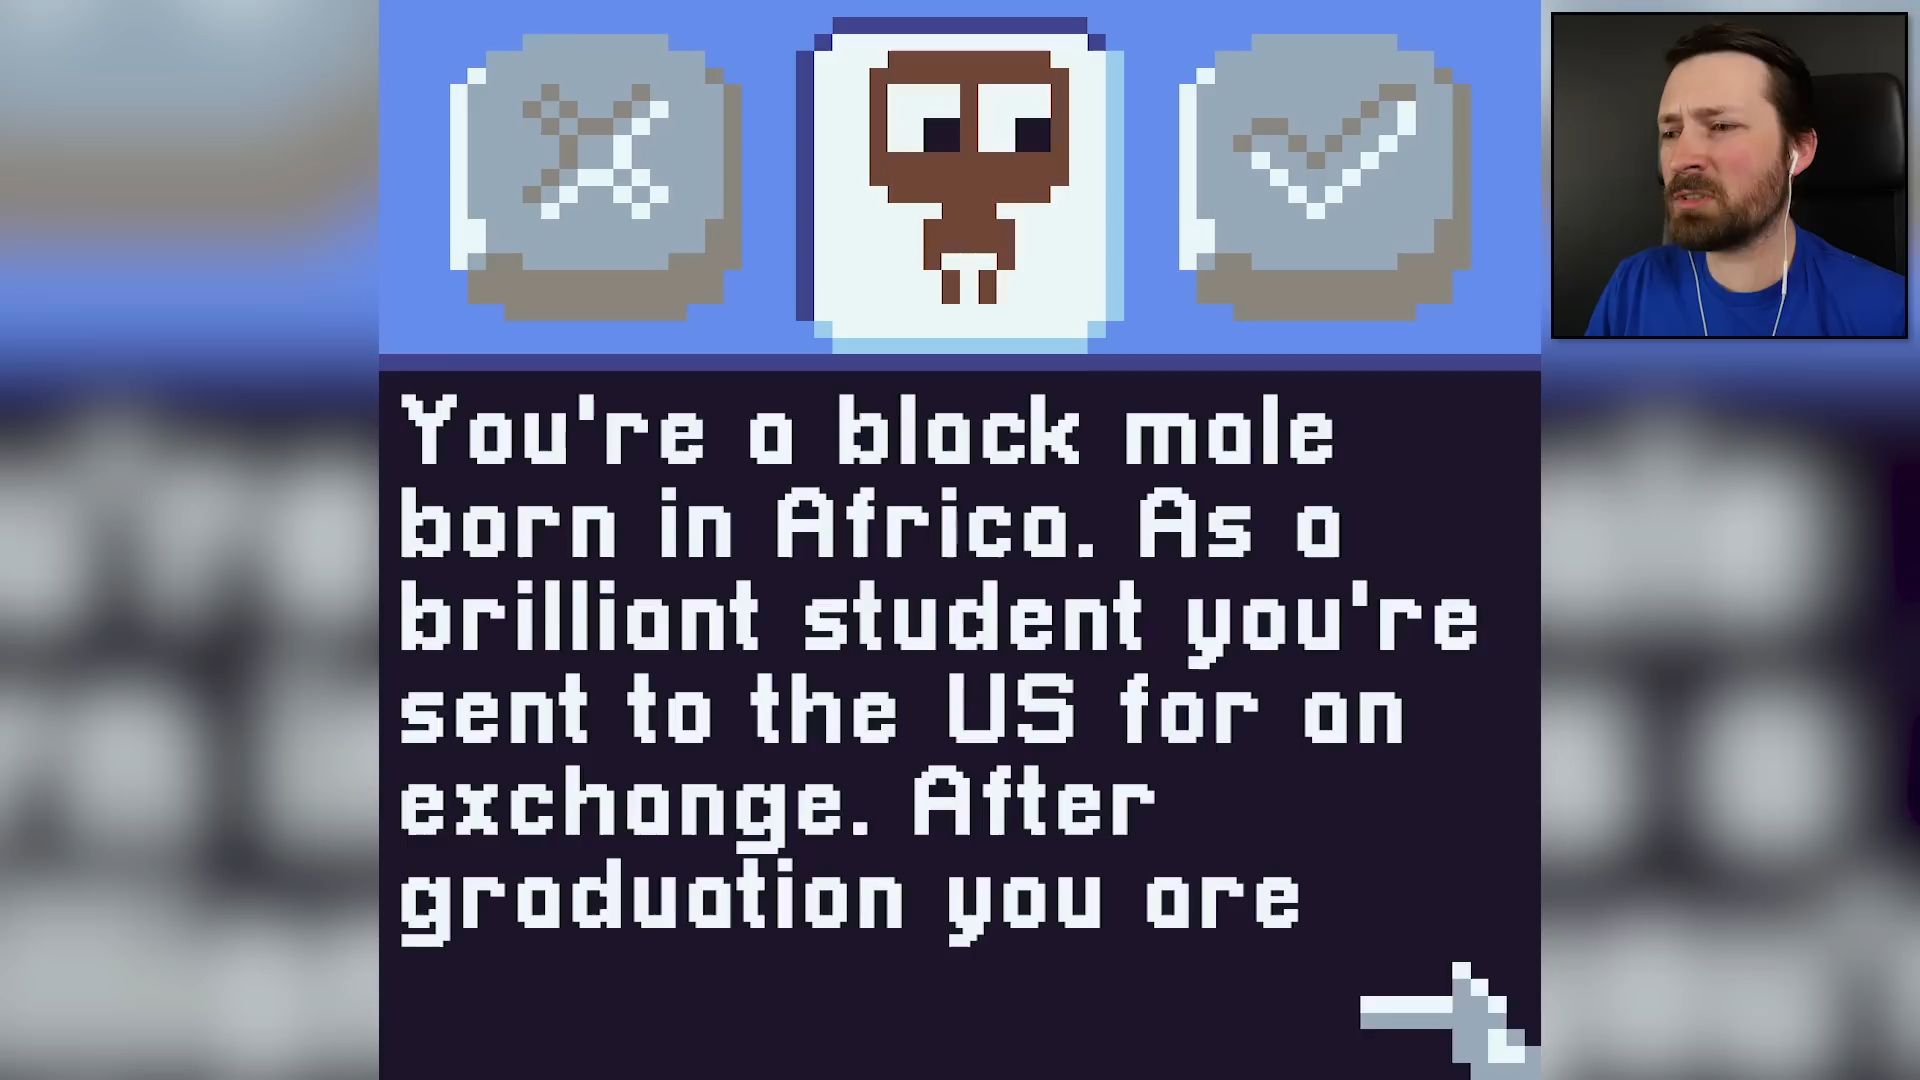 You're a black male
born in Africa. As a
brilliant student you're
sent to the US for an
exchange. After
graduation you are